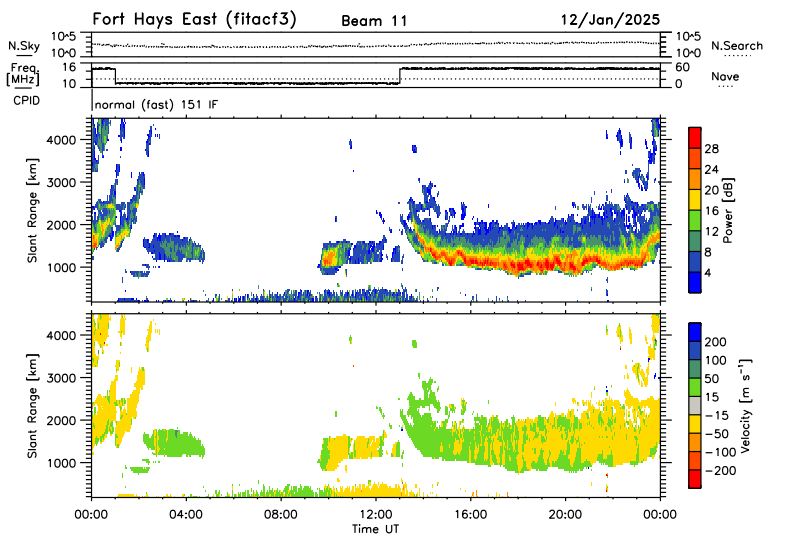 Fort Hays East (fitacf3) Beam 11 12/Jan/2025
N.Sky 10^5 10^0 10^5 10^0 N.Search
Freq. [MHz] 16 10 60 0 Nave
CPID normal (fast) 151 IF
Slant Range [km]
4000
3000
2000
1000
28
24
20
16
12
8
4
Power [dB]
Slant Range [km]
4000
3000
2000
1000
200
100
50
15
-15
-50
-100
-200
Velocity [m s⁻¹]
00:00 04:00 08:00 12:00 16:00 20:00 00:00
Time UT